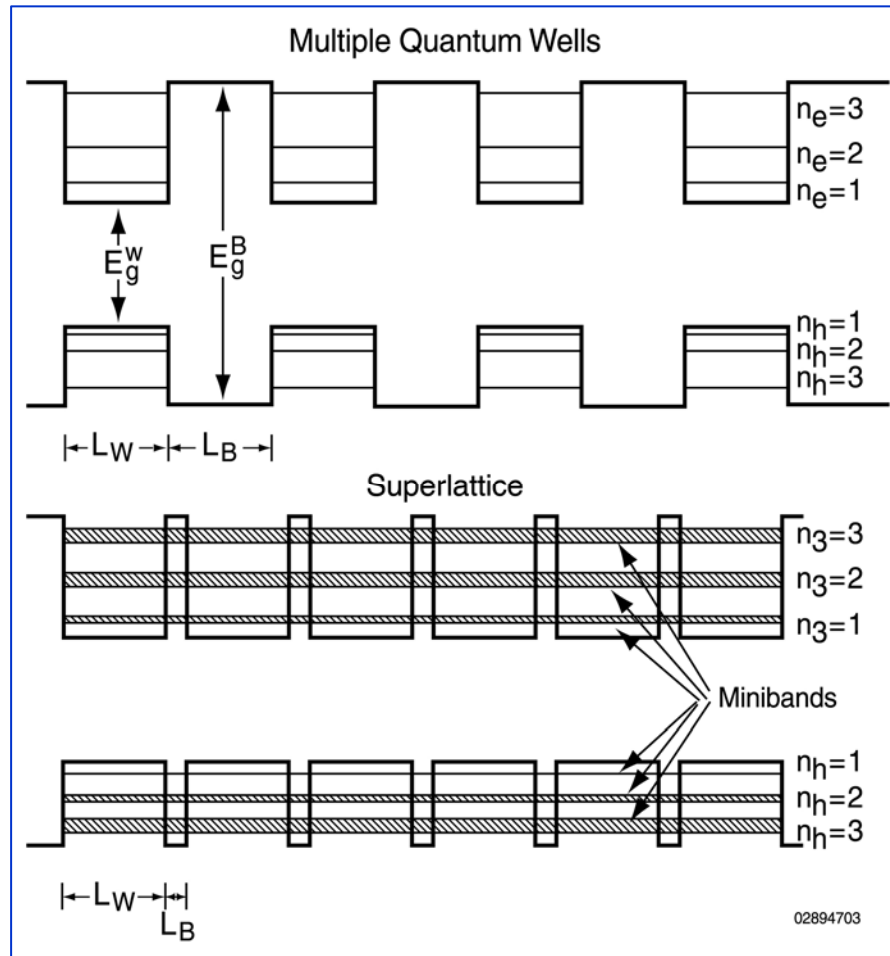 Multiple Quantum Wells
n_e=3
n_e=2
n_e=1
E_g^w
E_g^B
n_h=1
n_h=2
n_h=3
L_W
L_B
Superlattice
n_3=3
n_3=2
n_3=1
Minibands
n_h=1
n_h=2
n_h=3
L_W
L_B
02894703